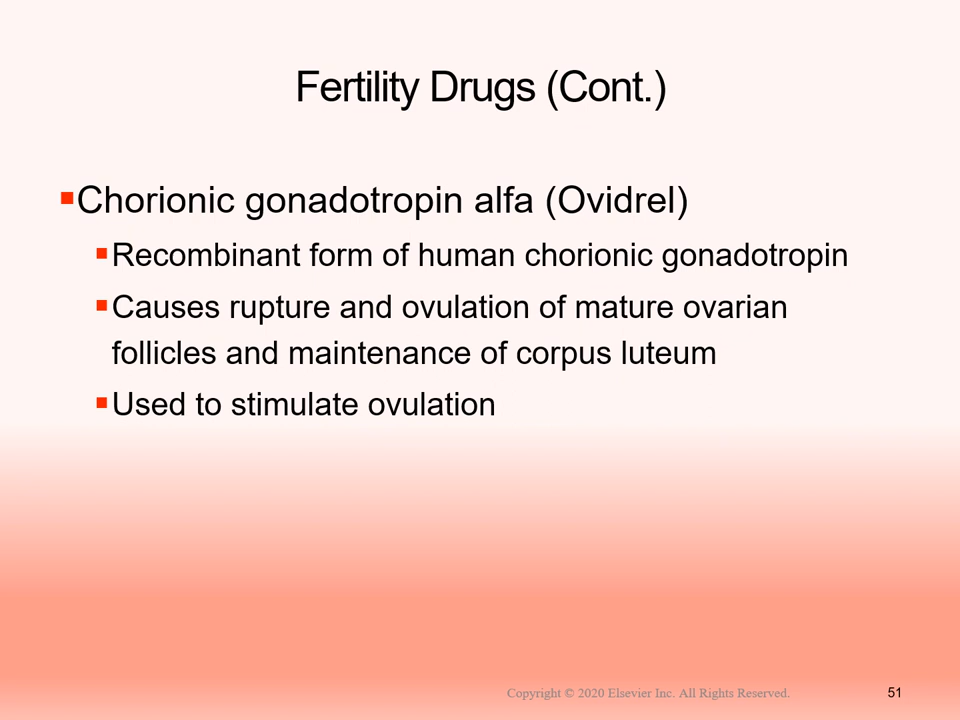 Fertility Drugs (Cont.)
▪Chorionic gonadotropin alfa (Ovidrel)
▪Recombinant form of human chorionic gonadotropin
▪Causes rupture and ovulation of mature ovarian
follicles and maintenance of corpus luteum
▪Used to stimulate ovulation
Copyright © 2020 Elsevier Inc. All Rights Reserved.
51